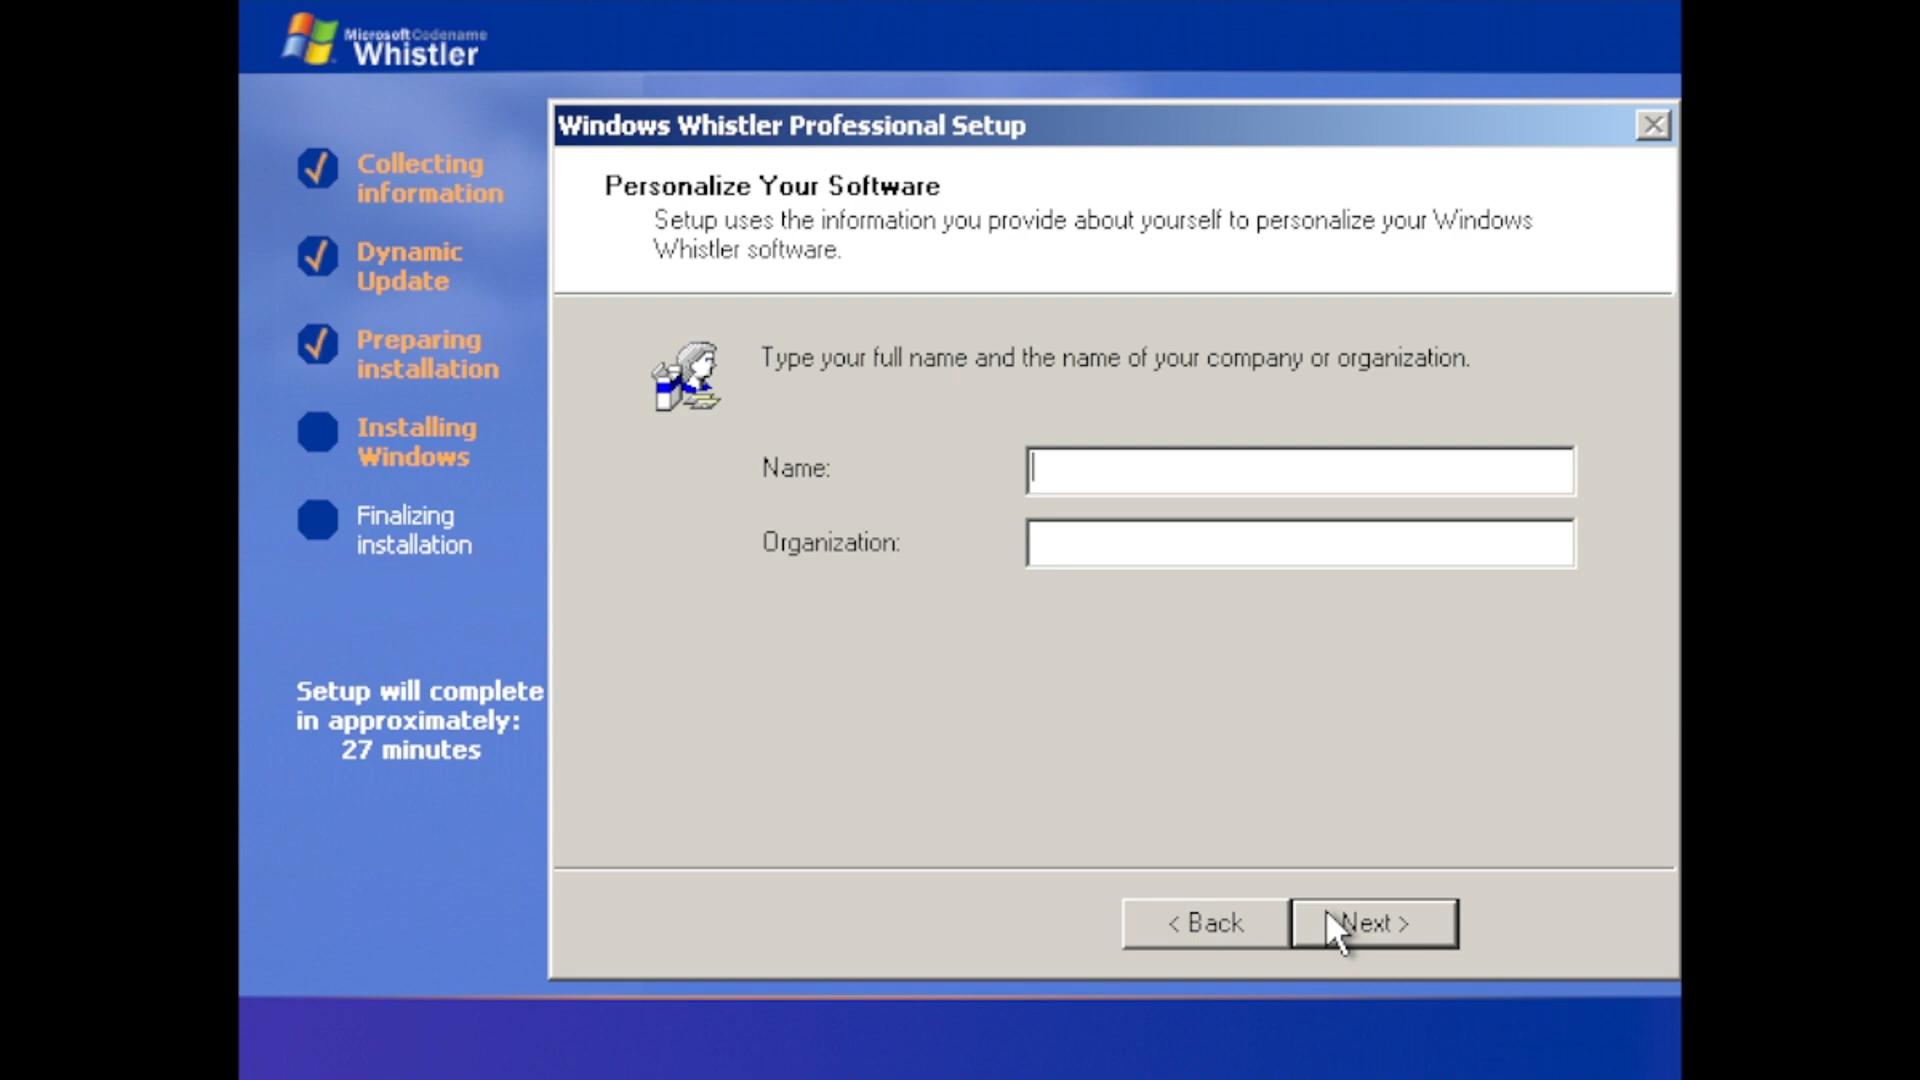 Microsoft Codename
Whistler
Collecting
information
Dynamic
Update
Preparing
installation
Installing
Windows
Finalizing
installation
Setup will complete
in approximately:
27 minutes
Windows Whistler Professional Setup
Personalize Your Software
Setup uses the information you provide about yourself to personalize your Windows
Whistler software.
Type your full name and the name of your company or organization.
Name:
Organization:
< Back
Next >